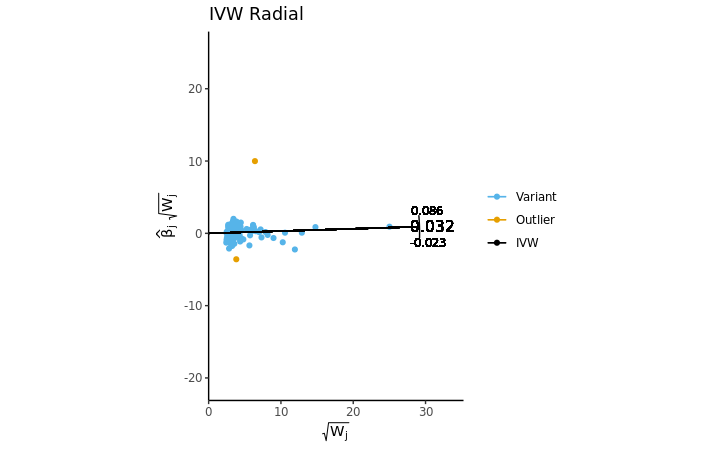 IVW Radial
20
10
0
-10
-20
β̂j √Wj
0.086
0.032
-0.023
Variant
Outlier
IVW
0
10
20
30
√Wj